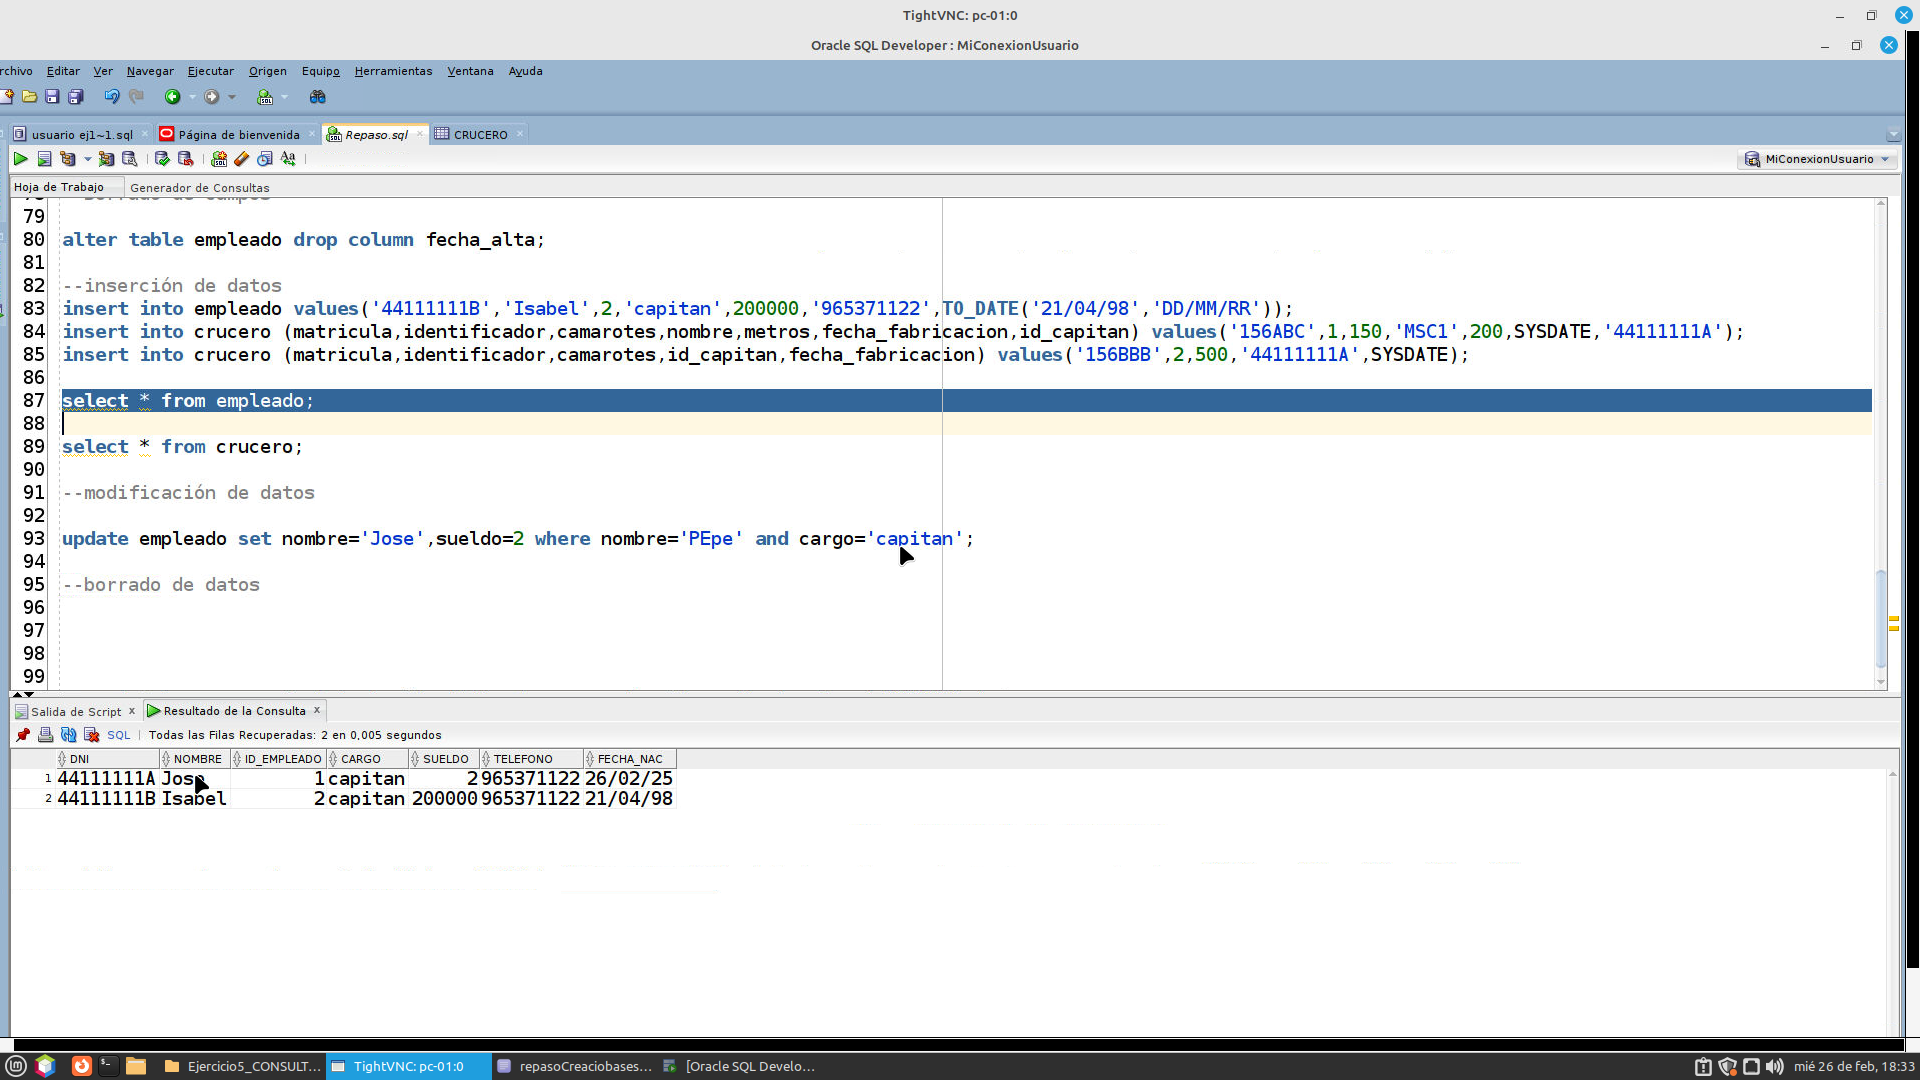 TightVNC: pc-01:0
Oracle SQL Developer : MiConexionUsuario
rchivo Editar Ver Navegar Ejecutar Origen Equipo Herramientas Ventana Ayuda
usuario ej1~1.sql Página de bienvenida Repaso.sql CRUCERO
MiConexionUsuario
Hoja de Trabajo Generador de Consultas
79
80 alter table empleado drop column fecha_alta;
81
82 --inserción de datos
83 insert into empleado values('44111111B','Isabel',2,'capitan',200000,'965371122',TO_DATE('21/04/98','DD/MM/RR'));
84 insert into crucero (matricula,identificador,camarotes,nombre,metros,fecha_fabricacion,id_capitan) values('156ABC',1,150,'MSC1',200,SYSDATE,'44111111A');
85 insert into crucero (matricula,identificador,camarotes,id_capitan,fecha_fabricacion) values('156BBB',2,500,'44111111A',SYSDATE);
86
87 select * from empleado;
88
89 select * from crucero;
90
91 --modificación de datos
92
93 update empleado set nombre='Jose',sueldo=2 where nombre='PEpe' and cargo='capitan';
94
95 --borrado de datos
96
97
98
99
Salida de Script x Resultado de la Consulta x
SQL Todas las Filas Recuperadas: 2 en 0,005 segundos
DNI NOMBRE ID_EMPLEADO CARGO SUELDO TELEFONO FECHA_NAC
1 44111111A Jose 1 capitan 2 965371122 26/02/25
2 44111111B Isabel 2 capitan 200000 965371122 21/04/98
Ejercicio5_CONSULT... TightVNC: pc-01:0 repasoCreaciobases... [Oracle SQL Develo... mié 26 de feb, 18:33